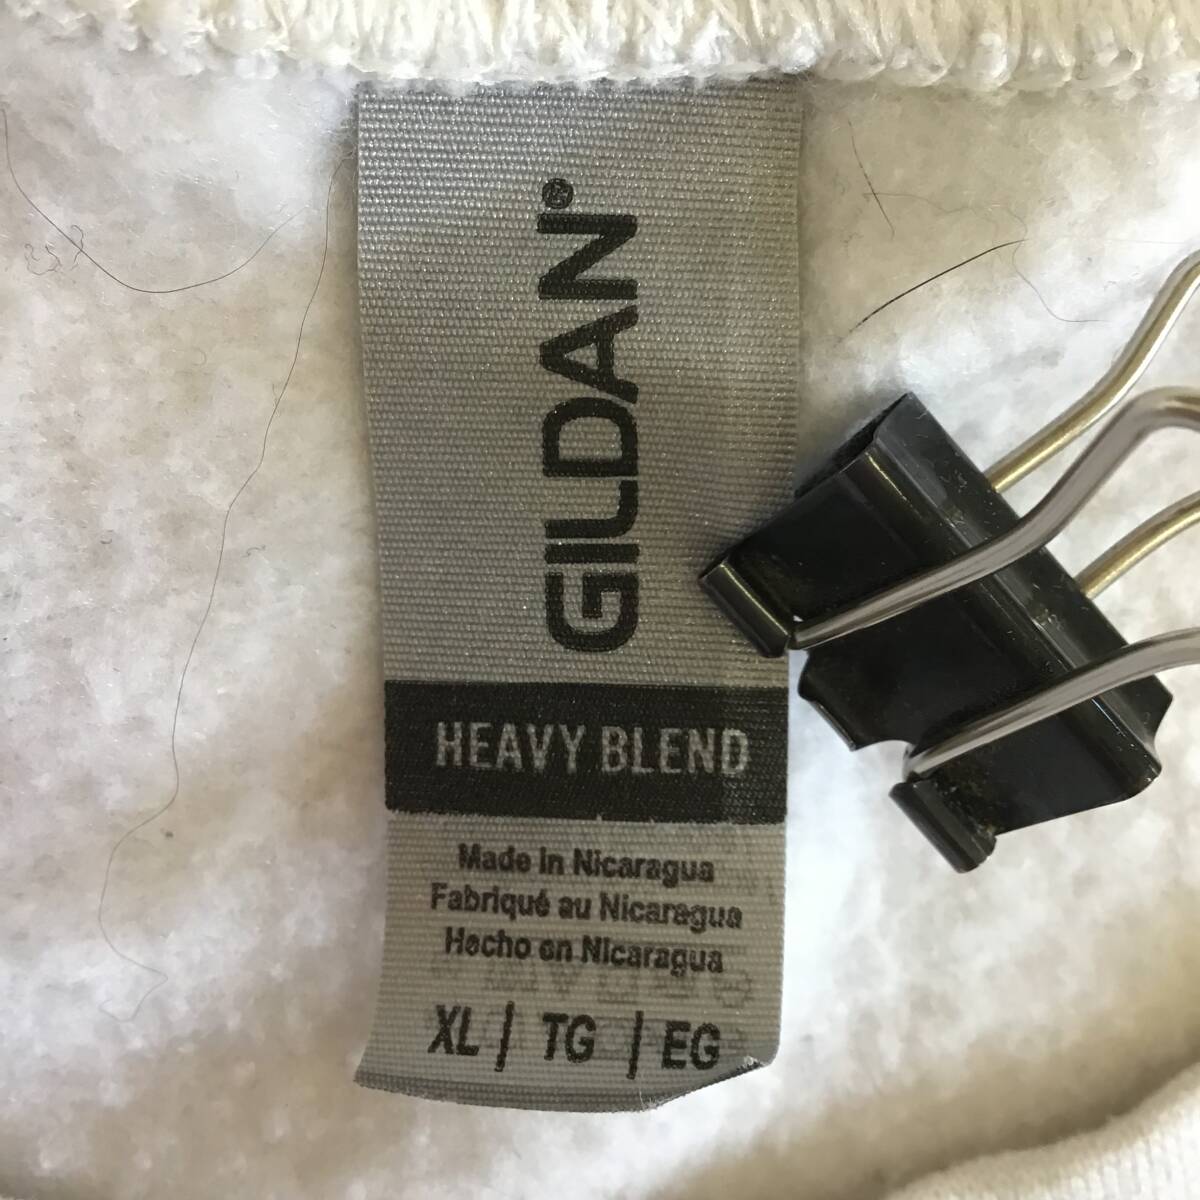 GILDAN®
HEAVY BLEND
Made in Nicaragua
Fabriqué au Nicaragua
Hecho en Nicaragua
XL | TG | EG